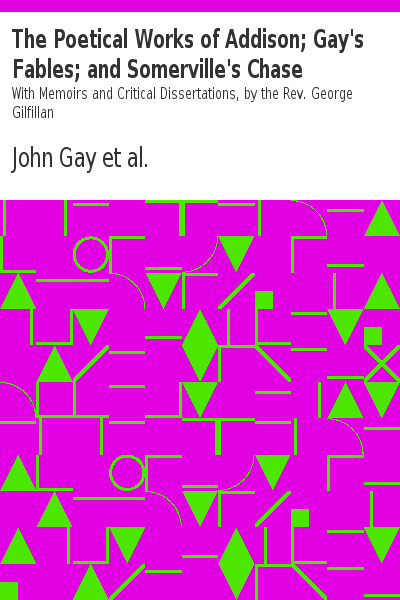 The Poetical Works of Addison; Gay's
Fables; and Somerville's Chase
With Memoirs and Critical Dissertations, by the Rev. George
Gilfillan
John Gay et al.